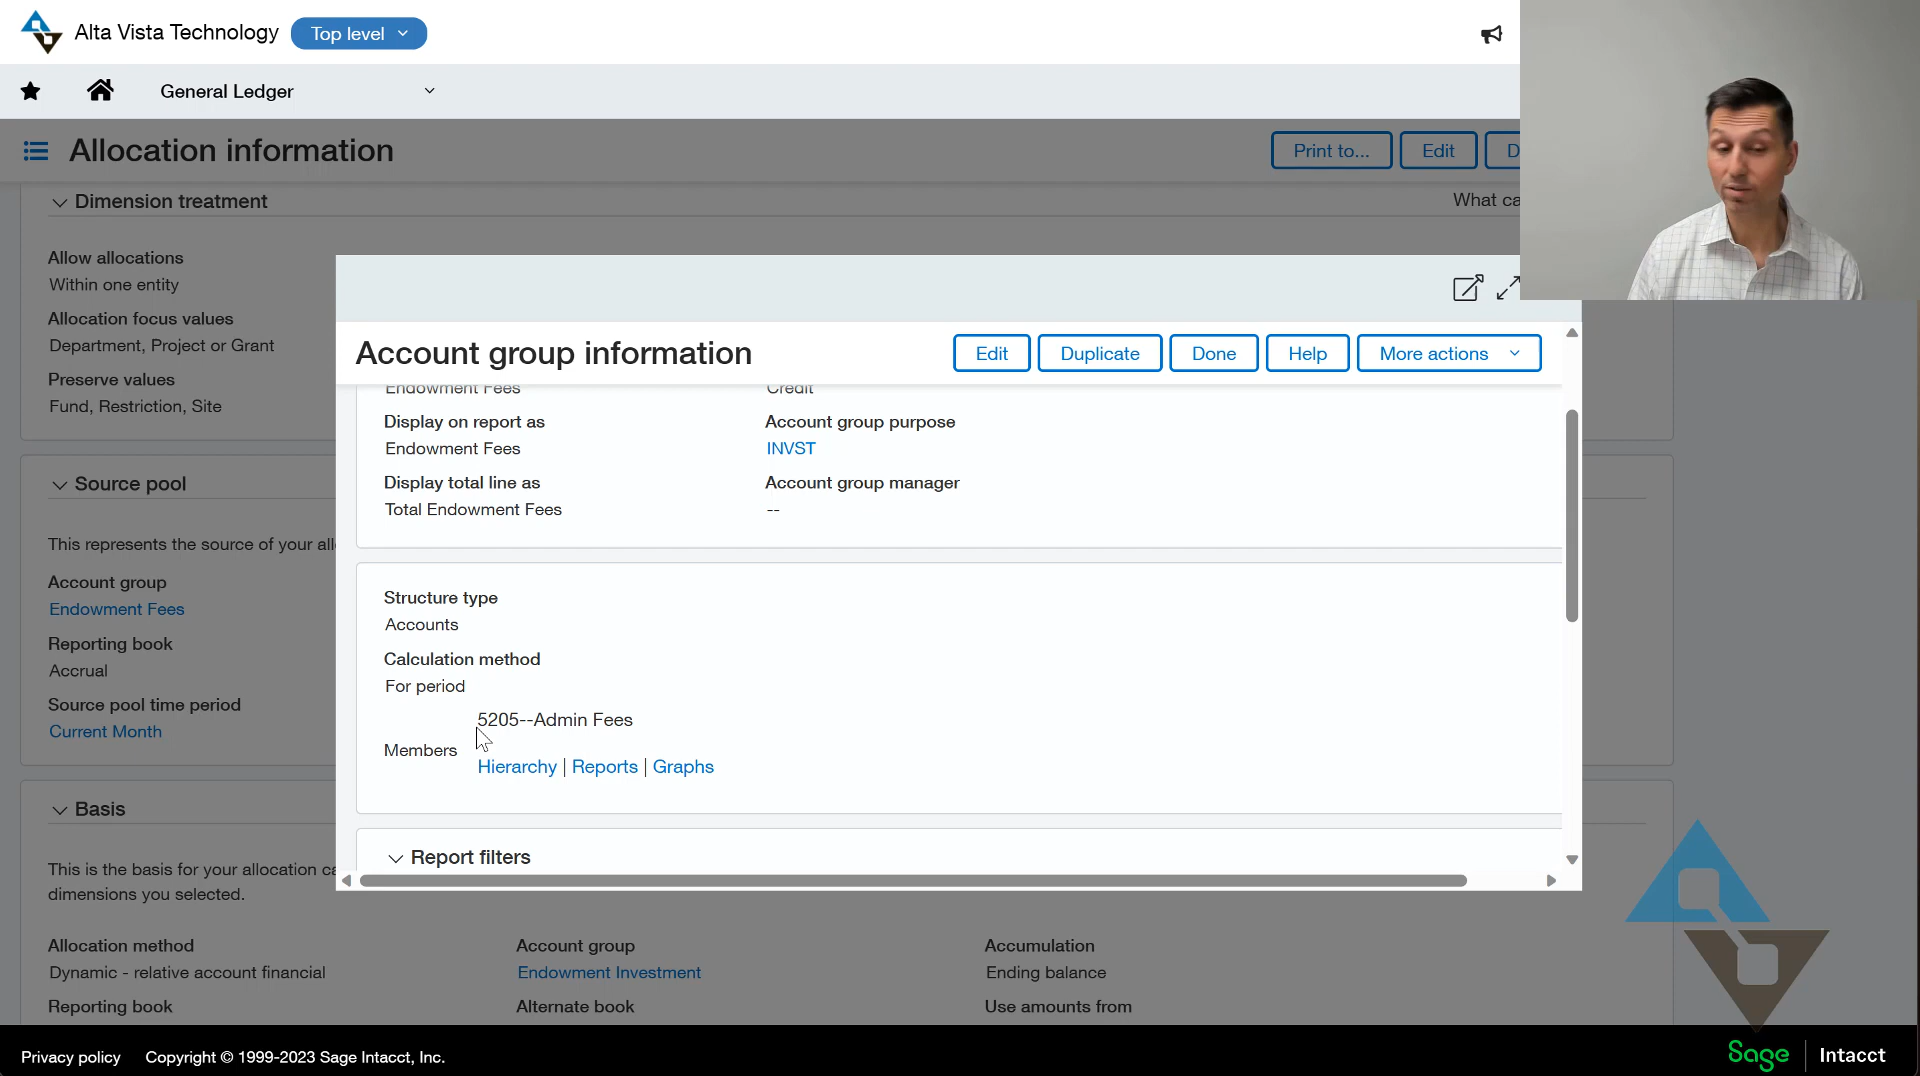 Alta Vista Technology
Top level
General Ledger
Allocation information
Print to...
Edit
D
Dimension treatment
What ca
Allow allocations
Within one entity
Allocation focus values
Department, Project or Grant
Preserve values
Fund, Restriction, Site
Source pool
This represents the source of your all
Account group
Endowment Fees
Reporting book
Accrual
Source pool time period
Current Month
Basis
This is the basis for your allocation ca
dimensions you selected.
Allocation method
Dynamic - relative account financial
Reporting book
Account group
Endowment Investment
Alternate book
Accumulation
Ending balance
Use amounts from
Account group information
Edit
Duplicate
Done
Help
More actions
Endowment Fees
Credit
Display on report as
Endowment Fees
Account group purpose
INVST
Display total line as
Total Endowment Fees
Account group manager
--
Structure type
Accounts
Calculation method
For period
5205--Admin Fees
Members
Hierarchy | Reports | Graphs
Report filters
Privacy policy
Copyright © 1999-2023 Sage Intacct, Inc.
Sage
Intacct